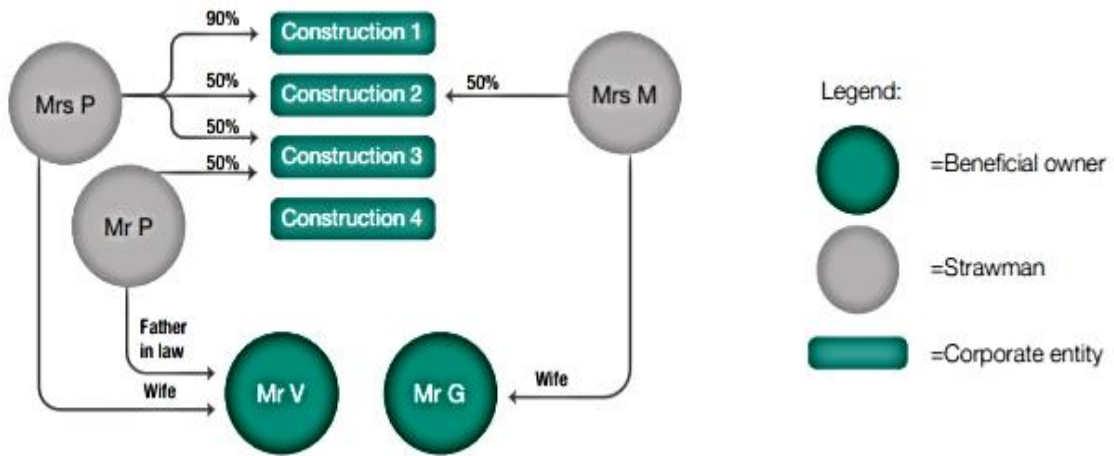 90%
Construction 1
Mrs P
50%
Construction 2
50%
Mrs M
50%
Construction 3
50%
Mr P
Construction 4
Father
in law
Wife
Mr V
Mr G
Wife
Legend:
=Beneficial owner
=Strawman
=Corporate entity